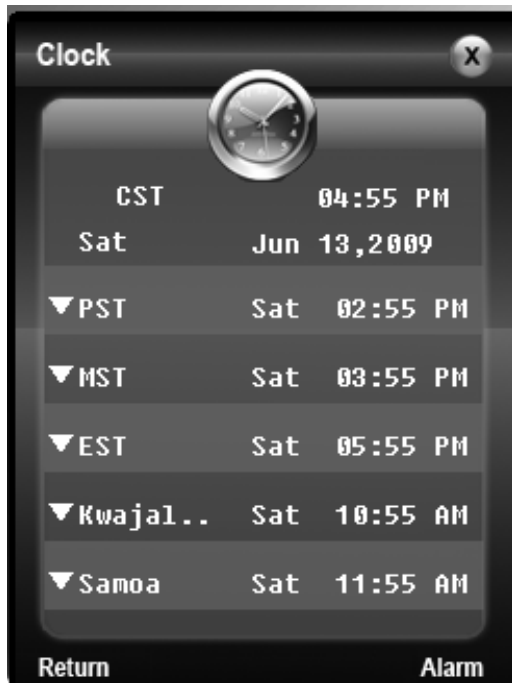 Clock X
CST 04:55 PM
Sat Jun 13,2009
PST Sat 02:55 PM
MST Sat 03:55 PM
EST Sat 05:55 PM
Kwajal.. Sat 10:55 AM
Samoa Sat 11:55 AM
Return Alarm